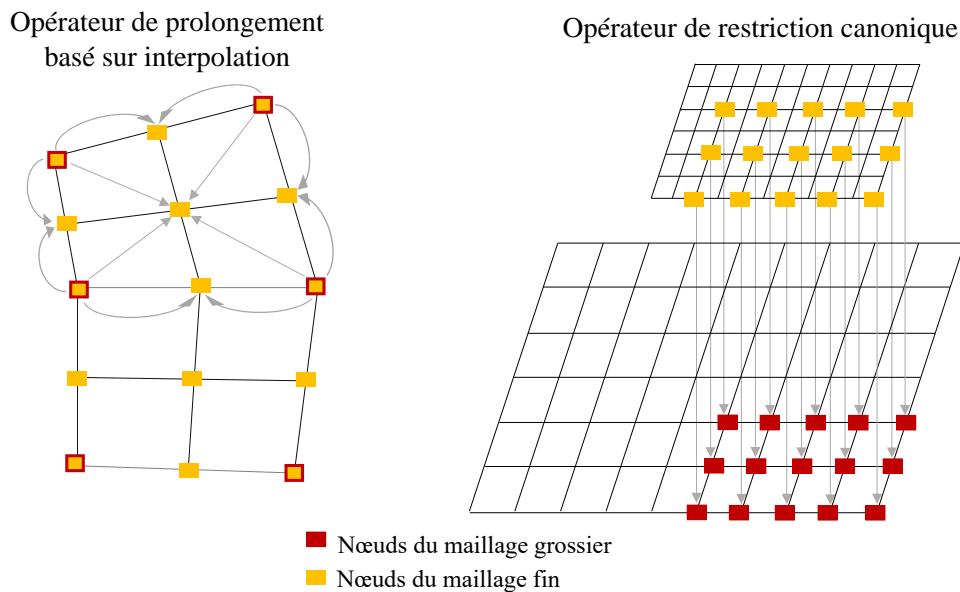 Opérateur de prolongement
basé sur interpolation
Opérateur de restriction canonique
Nœuds du maillage grossier
Nœuds du maillage fin